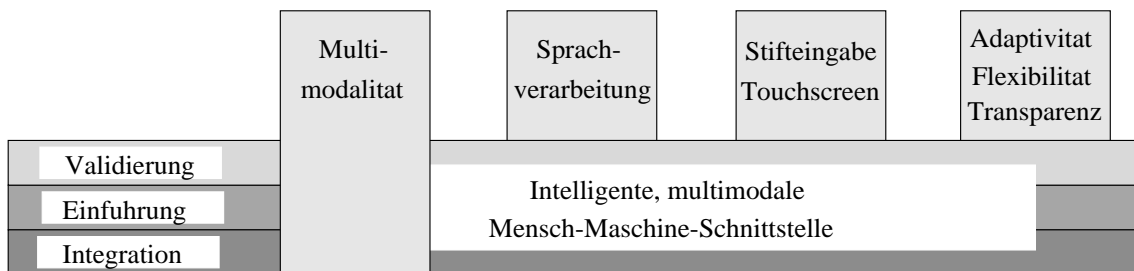 Multi-
modalitat
Sprach-
verarbeitung
Stifteingabe
Touchscreen
Adaptivitat
Flexibilitat
Transparenz
Validierung
Einfuhrung
Integration
Intelligente, multimodale
Mensch-Maschine-Schnittstelle